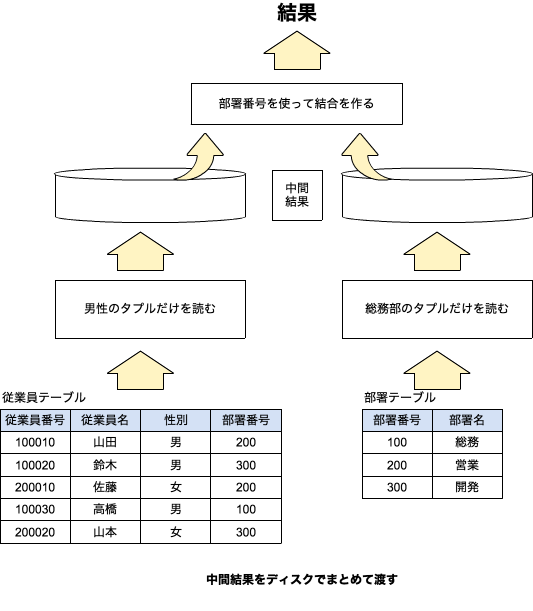 結果
部署番号を使って結合を作る
中間
結果
男性のタプルだけを読む
総務部のタプルだけを読む
従業員テーブル
従業員番号 従業員名 性別 部署番号
100010 山田 男 200
100020 鈴木 男 300
200010 佐藤 女 200
100030 高橋 男 100
200020 山本 女 300
部署テーブル
部署番号 部署名
100 総務
200 営業
300 開発
中間結果をディスクでまとめて渡す